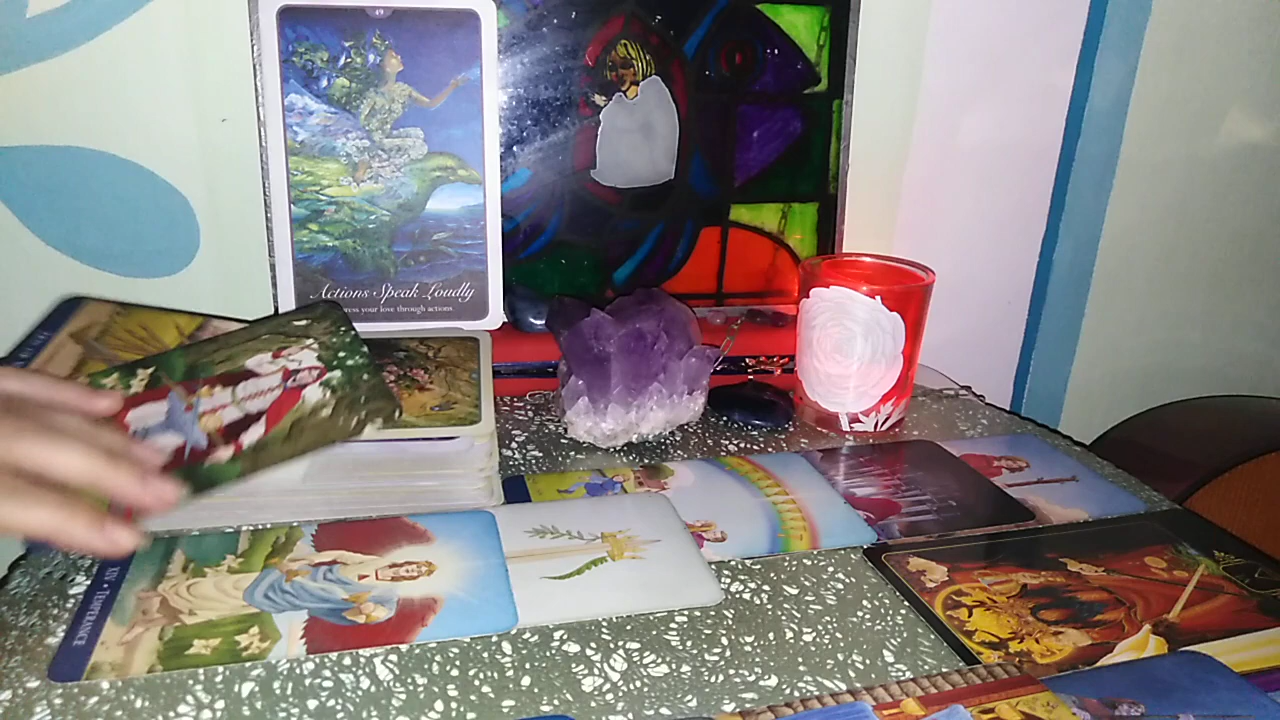 49
Actions Speak Loudly
ress your love through actions.
XIV • TEMPERANCE